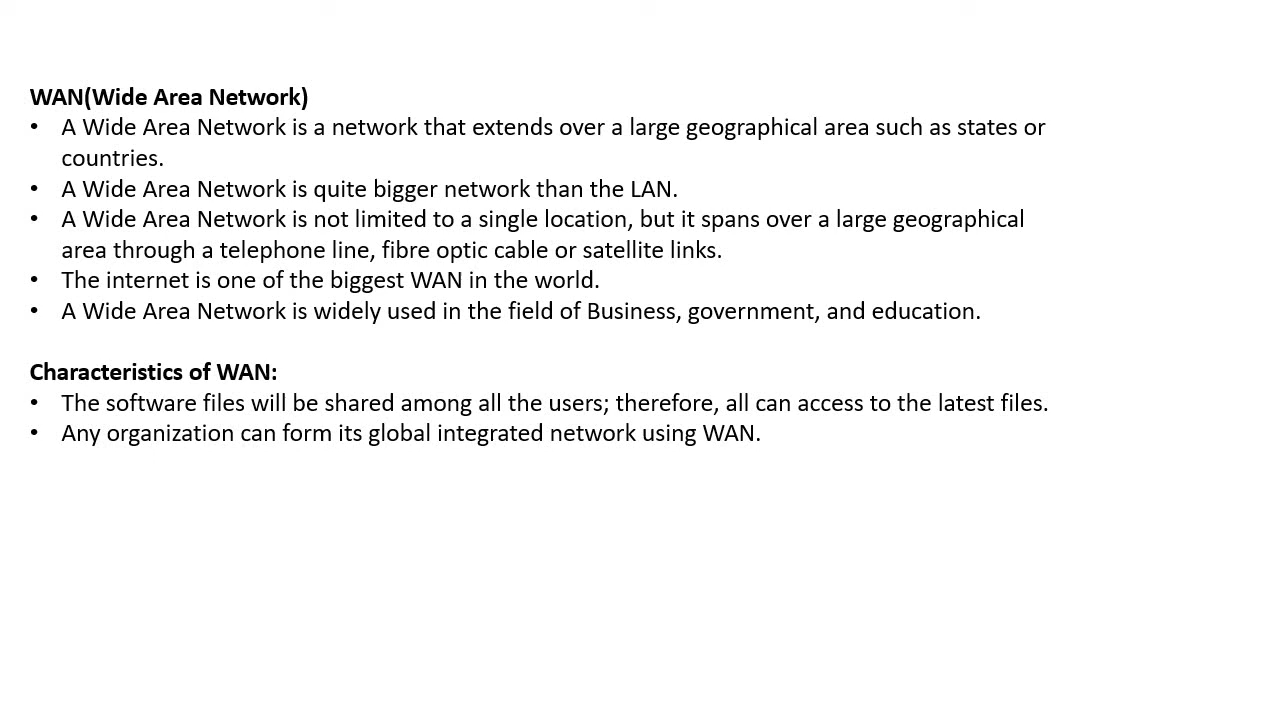 WAN(Wide Area Network)
• A Wide Area Network is a network that extends over a large geographical area such as states or
countries.
• A Wide Area Network is quite bigger network than the LAN.
• A Wide Area Network is not limited to a single location, but it spans over a large geographical
area through a telephone line, fibre optic cable or satellite links.
• The internet is one of the biggest WAN in the world.
• A Wide Area Network is widely used in the field of Business, government, and education.
Characteristics of WAN:
• The software files will be shared among all the users; therefore, all can access to the latest files.
• Any organization can form its global integrated network using WAN.